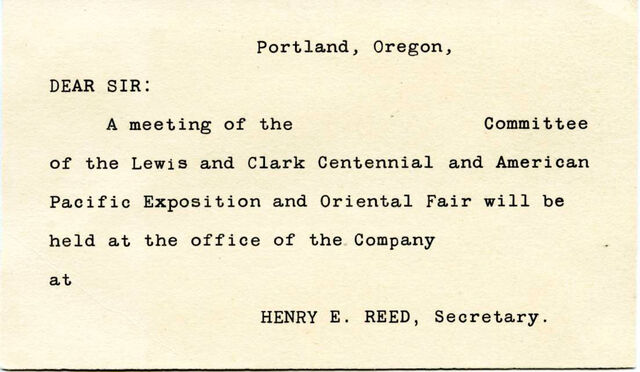 Portland, Oregon,
DEAR SIR:
A meeting of the Committee
of the Lewis and Clark Centennial and American
Pacific Exposition and Oriental Fair will be
held at the office of the Company
at
HENRY E. REED, Secretary.